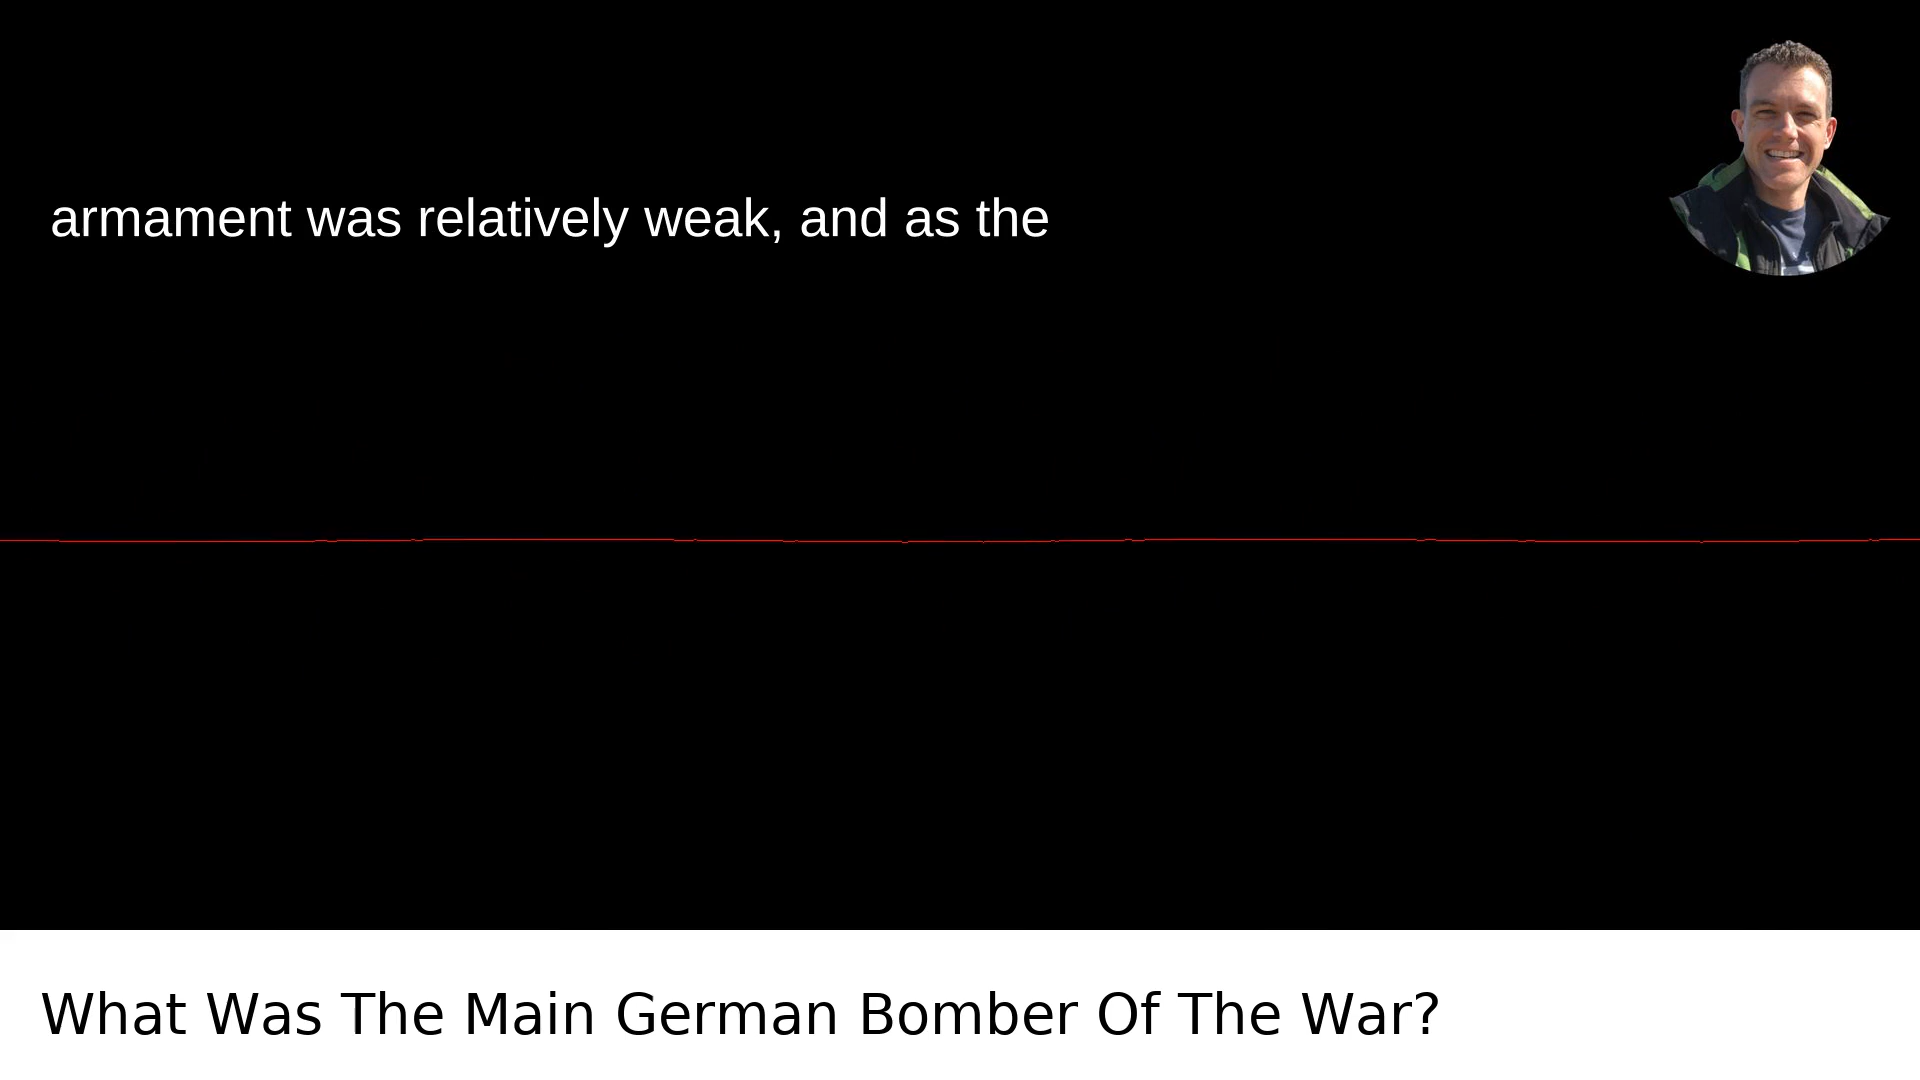 armament was relatively weak, and as the
What Was The Main German Bomber Of The War?